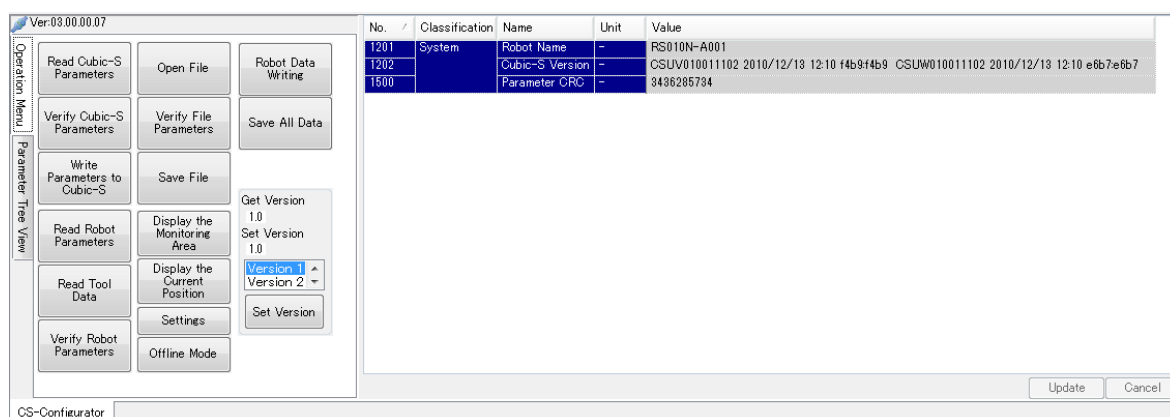 Ver:03.00.00.07
Operation Menu
Parameter Tree View
Read Cubic-S
Parameters
Open File
Robot Data
Writing
Verify Cubic-S
Parameters
Verify File
Parameters
Save All Data
Write
Parameters to
Cubic-S
Save File
Read Robot
Parameters
Display the
Monitoring
Area
Read Tool
Data
Display the
Current
Position
Settings
Verify Robot
Parameters
Offline Mode
Get Version
1.0
Set Version
1.0
Version 1
Version 2
Set Version
No. Classification Name Unit Value
1201 System Robot Name - RS010N-A001
1202 Cubic-S Version - CSUV010011102 2010/12/13 12:10 f4b9:f4b9 CSUW010011102 2010/12/13 12:10 e6b7:e6b7
1500 Parameter CRC - 3436285734
Update Cancel
CS-Configurator